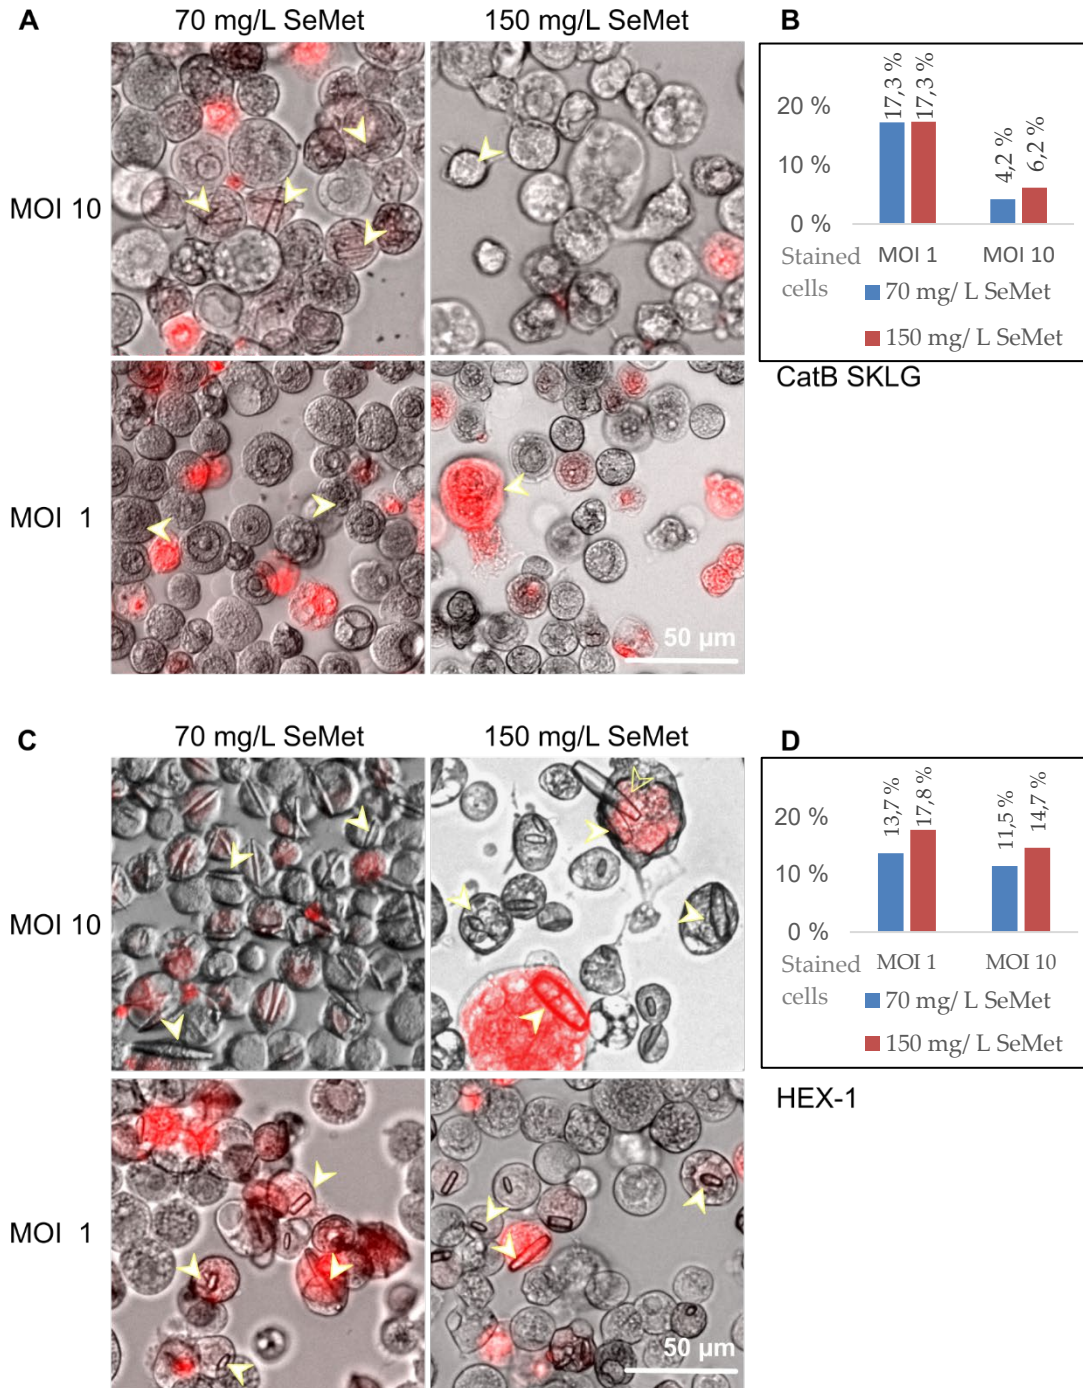 A
70 mg/L SeMet
150 mg/L SeMet
B
MOI 10
MOI 1
50 µm
20 %
10 %
0 %
17,3 %
17,3 %
4,2 %
6,2 %
Stained
cells
MOI 1
MOI 10
70 mg/ L SeMet
150 mg/ L SeMet
CatB SKLG
C
70 mg/L SeMet
150 mg/L SeMet
D
MOI 10
MOI 1
50 µm
20 %
10 %
0 %
13,7 %
17,8 %
11,5 %
14,7 %
Stained
cells
MOI 1
MOI 10
70 mg/ L SeMet
150 mg/ L SeMet
HEX-1